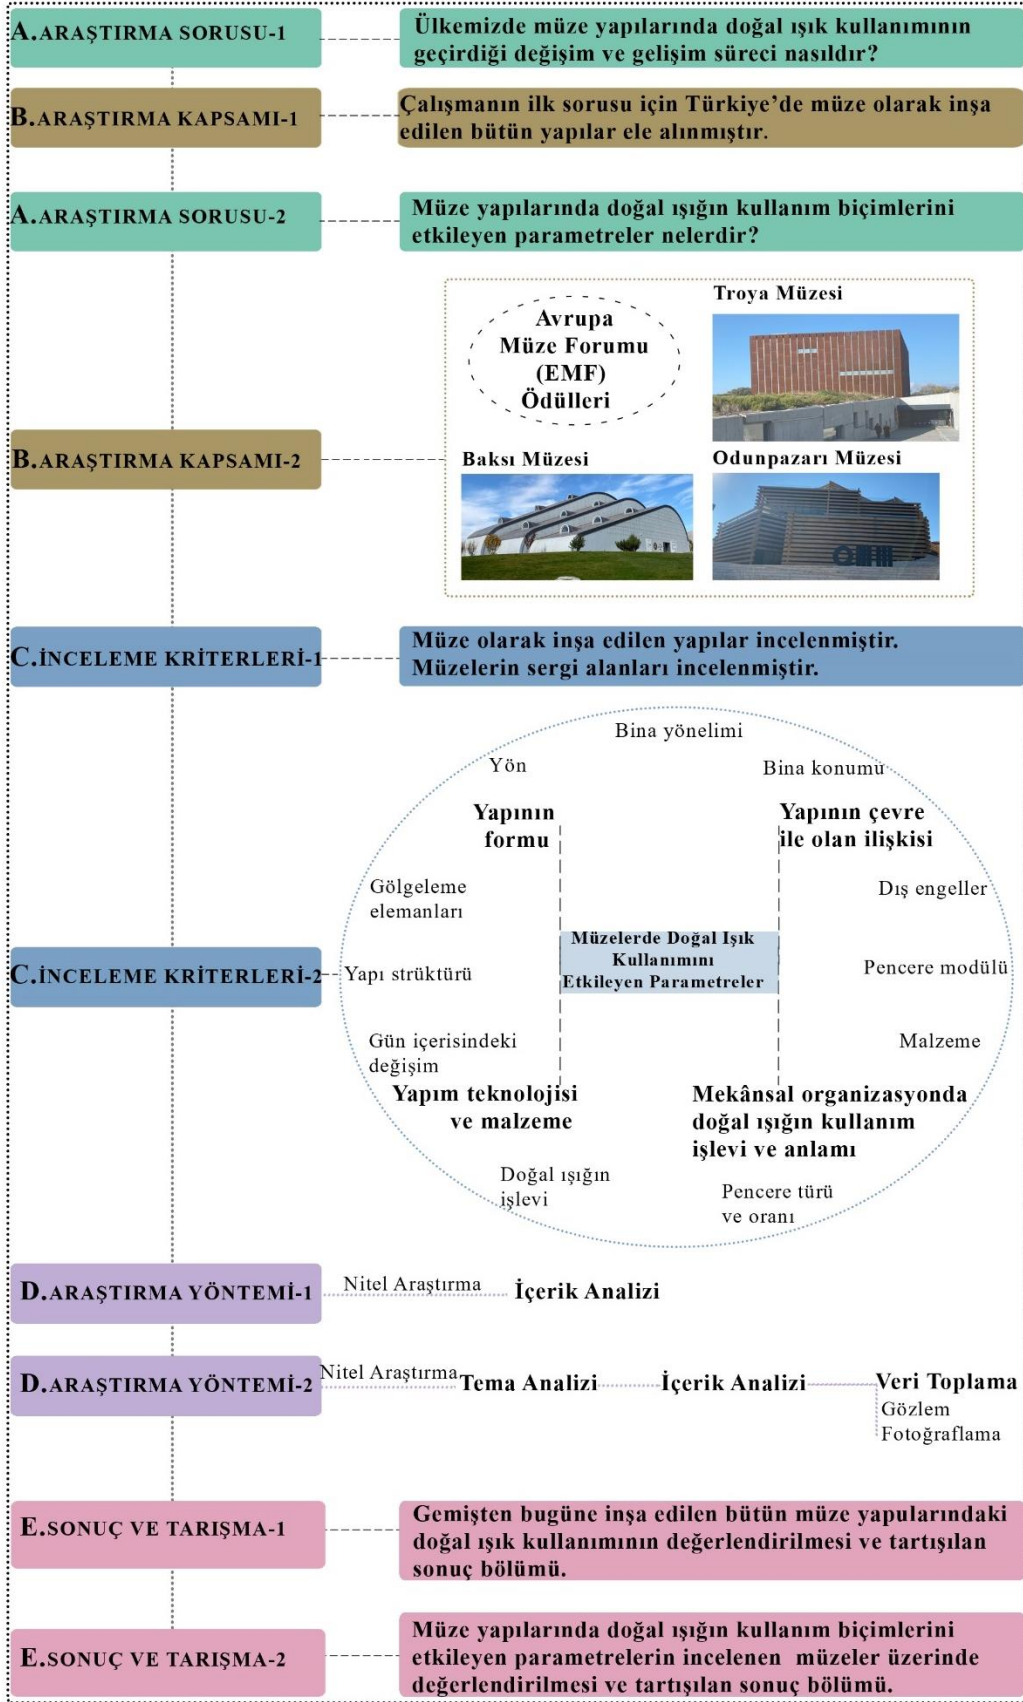 A.ARAŞTIRMA SORUSU-1
Ülkemizde müze yapılarında doğal ışık kullanımının
geçirdiği değişim ve gelişim süreci nasıldır?
B.ARAŞTIRMA KAPSAMI-1
Çalışmanın ilk sorusu için Türkiye’de müze olarak inşa
edilen bütün yapılar ele alınmıştır.
A.ARAŞTIRMA SORUSU-2
Müze yapılarında doğal ışığın kullanım biçimlerini
etkileyen parametreler nelerdir?
B.ARAŞTIRMA KAPSAMI-2
Avrupa
Müze Forumu
(EMF)
Ödülleri
Troya Müzesi
Baksı Müzesi
Odunpazarı Müzesi
C.İNCELEME KRİTERLERİ-1
Müze olarak inşa edilen yapılar incelenmiştir.
Müzelerin sergi alanları incelenmiştir.
C.İNCELEME KRİTERLERİ-2
Bina yönelimi
Yön
Bina konumu
Yapının
formu
Yapının çevre
ile olan ilişkisi
Gölgeleme
elemanları
Dış engeller
Müzelerde Doğal Işık
Kullanımını
Etkileyen Parametreler
Yapı strüktürü
Pencere modülü
Gün içerisindeki
değişim
Malzeme
Yapım teknolojisi
ve malzeme
Mekânsal organizasyonda
doğal ışığın kullanım
işlevi ve anlamı
Doğal ışığın
işlevi
Pencere türü
ve oranı
D.ARAŞTIRMA YÖNTEMİ-1
Nitel Araştırma
İçerik Analizi
D.ARAŞTIRMA YÖNTEMİ-2
Nitel Araştırma
Tema Analizi
İçerik Analizi
Veri Toplama
Gözlem
Fotoğraflama
E.SONUÇ VE TARIŞMA-1
Gemişten bugüne inşa edilen bütün müze yapularındaki
doğal ışık kullanımının değerlendirilmesi ve tartışılan
sonuç bölümü.
E.SONUÇ VE TARIŞMA-2
Müze yapılarında doğal ışığın kullanım biçimlerini
etkileyen parametrelerin incelenen müzeler üzerinde
değerlendirilmesi ve tartışılan sonuç bölümü.